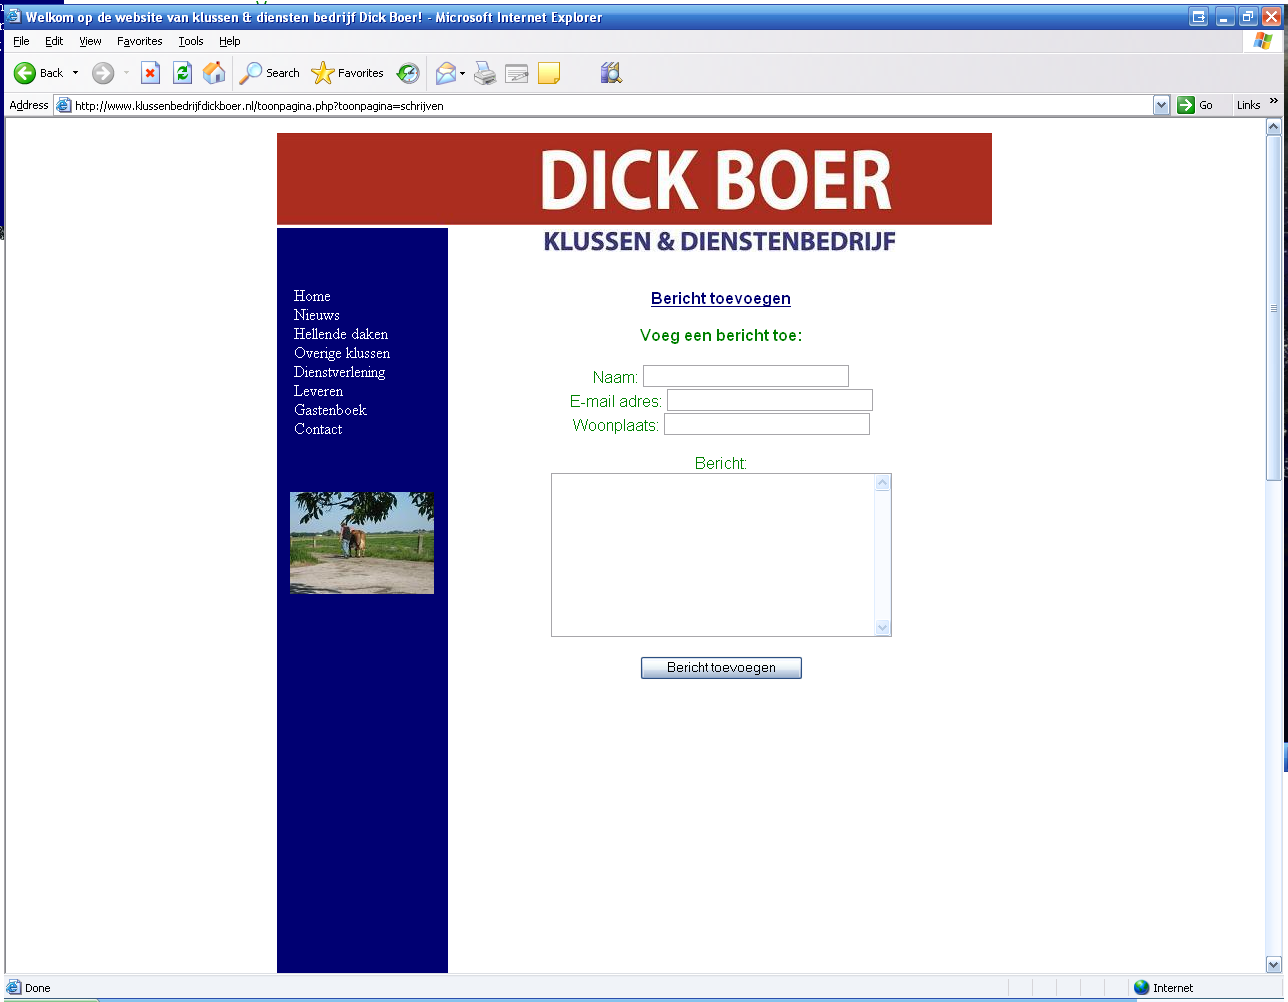 Welkom op de website van klussen & diensten bedrijf Dick Boer! - Microsoft Internet Explorer
File Edit View Favorites Tools Help
Back Search Favorites
Address http://www.klussenbedrijfdickboer.nl/toonpagina.php?toonpagina=schrijven Go Links »
DICK BOER
KLUSSEN & DIENSTENBEDRIJF
Home
Nieuws
Hellende daken
Overige klussen
Dienstverlening
Leveren
Gastenboek
Contact
Bericht toevoegen
Voeg een bericht toe:
Naam:
E-mail adres:
Woonplaats:
Bericht:
Bericht toevoegen
Done Internet